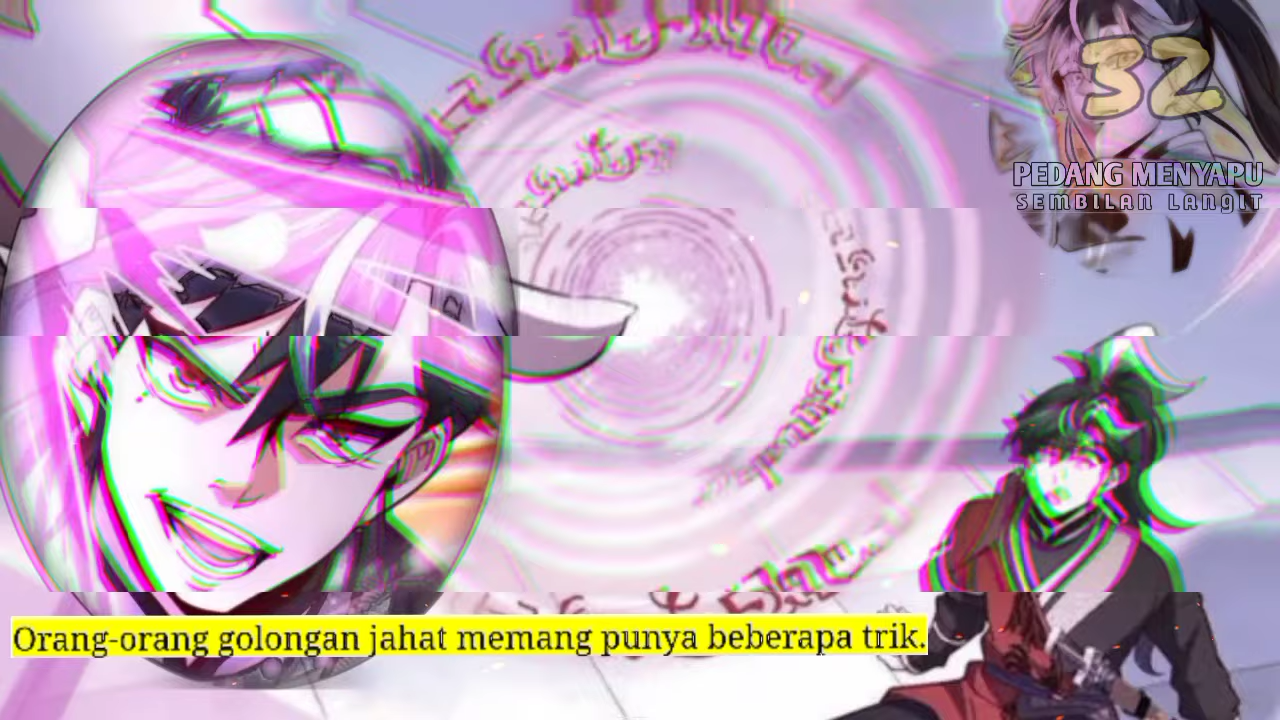 32
PEDANG MENYAPU
SEMBILAN LANGIT
Orang-orang golongan jahat memang punya beberapa trik.